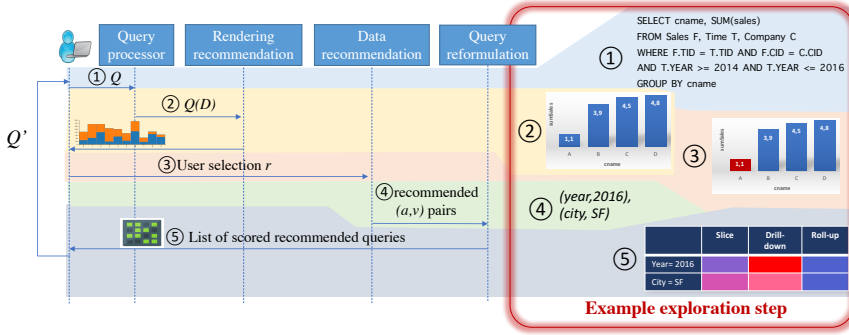 Query
processor
Rendering
recommendation
Data
recommendation
Query
reformulation
① Q
② Q(D)
③ User selection r
④ recommended
(a,v) pairs
⑤ List of scored recommended queries
Q’
①
SELECT cname, SUM(sales)
FROM Sales F, Time T, Company C
WHERE F.TID = T.TID AND F.CID = C.CID
AND T.YEAR >= 2014 AND T.YEAR <= 2016
GROUP BY cname
②
sumSales
1,1
3,9
4,5
4,8
A B C D
cname
③
sumSales
1,1
3,9
4,5
4,8
A B C D
cname
④
(year,2016),
(city, SF)
⑤
Slice Drill-down Roll-up
Year= 2016
City = SF
Example exploration step